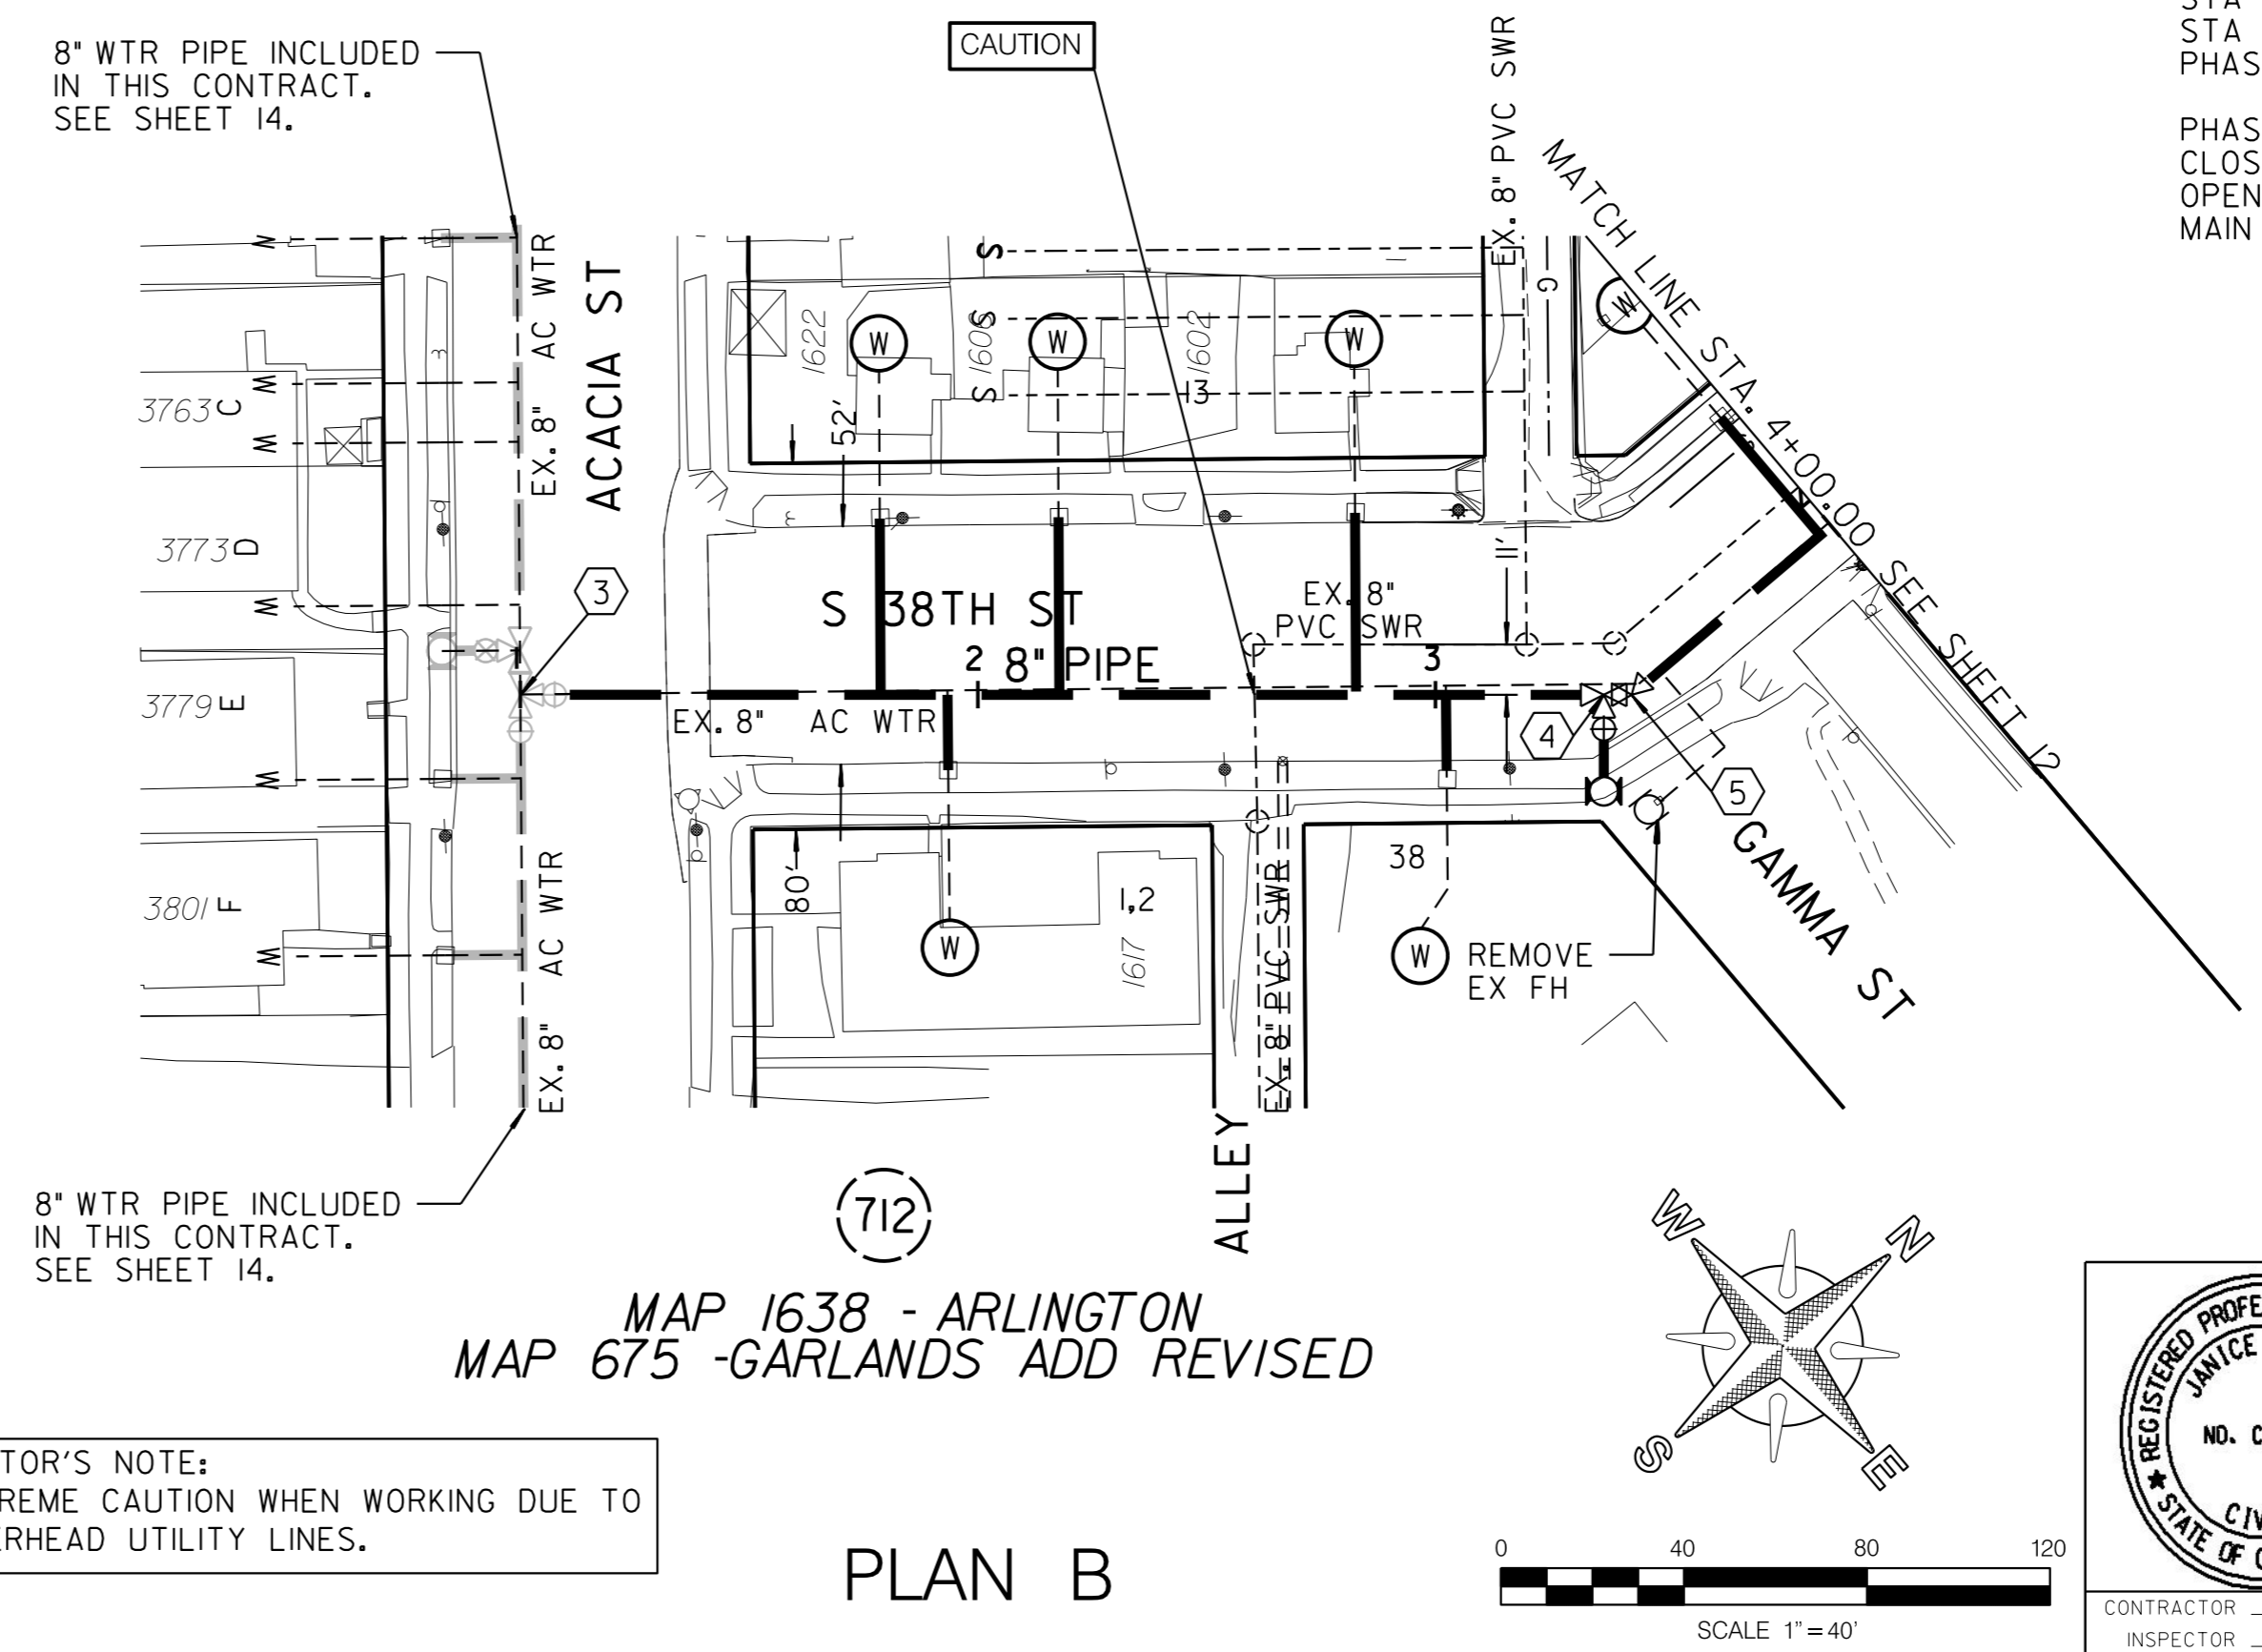 8" WTR PIPE INCLUDED
IN THIS CONTRACT.
SEE SHEET 14.
CAUTION
STA
STA
PHAS
PHAS
CLOS
OPEN
MAIN
EX. 8" PVC SWR
MATCH LINE STA. 4+00.00 SEE SHEET 12
EX. 8" AC WTR
ACACIA ST
W
W
W
W
W
W
3763 C
3773 D
3779 E
3801 F
1622
1606
1602
S
S
S
13
W
W
W
W
G
52'
11'
3
S 38TH ST
EX. 8"
PVC SWR
2 8" PIPE
3
EX. 8" AC WTR
4
5
GAMMA ST
80'
1,2
1617
38
W
W
REMOVE
EX FH
EX. 8" AC WTR
EX. 8" PVC SWR
ALLEY
8" WTR PIPE INCLUDED
IN THIS CONTRACT.
SEE SHEET 14.
712
MAP 1638 - ARLINGTON
MAP 675 -GARLANDS ADD REVISED
W
N
S
E
TOR'S NOTE:
REME CAUTION WHEN WORKING DUE TO
ERHEAD UTILITY LINES.
PLAN B
0 40 80 120
SCALE 1"=40'
REGISTERED PROFE
JANICE
NO. C
CIV
STATE OF C
CONTRACTOR
INSPECTOR